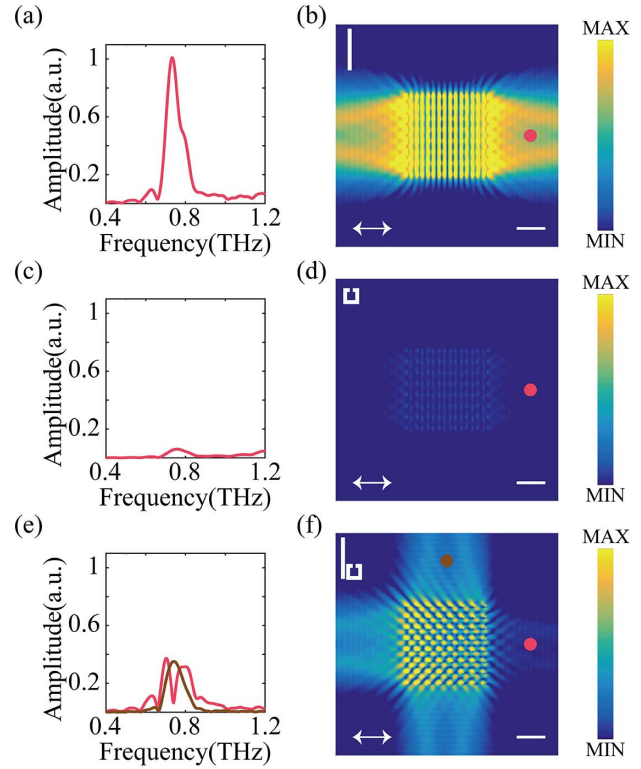 (a)
Amplitude(a.u.)
1
0.6
0.2
0.4 0.8 1.2
Frequency(THz)
(b)
MAX
MIN
(c)
Amplitude(a.u.)
1
0.6
0.2
0.4 0.8 1.2
Frequency(THz)
(d)
MAX
MIN
(e)
Amplitude(a.u.)
1
0.6
0.2
0.4 0.8 1.2
Frequency(THz)
(f)
MAX
MIN